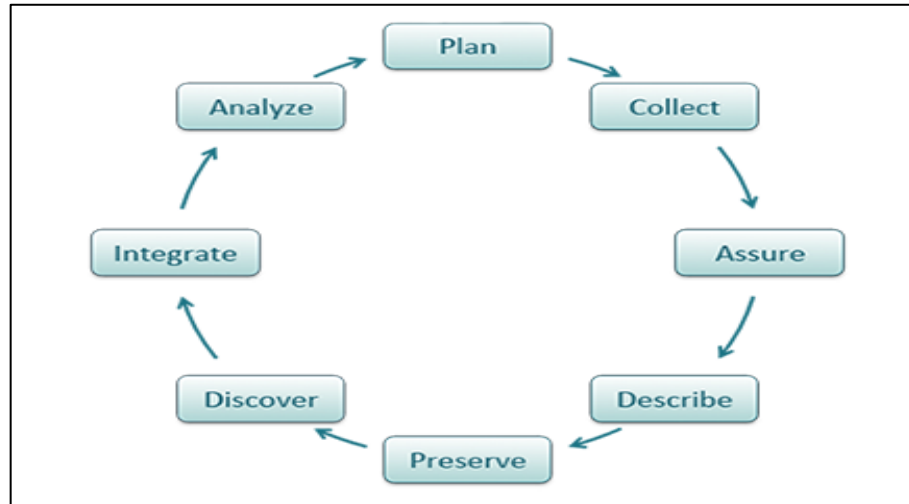 Plan
Collect
Assure
Describe
Preserve
Discover
Integrate
Analyze